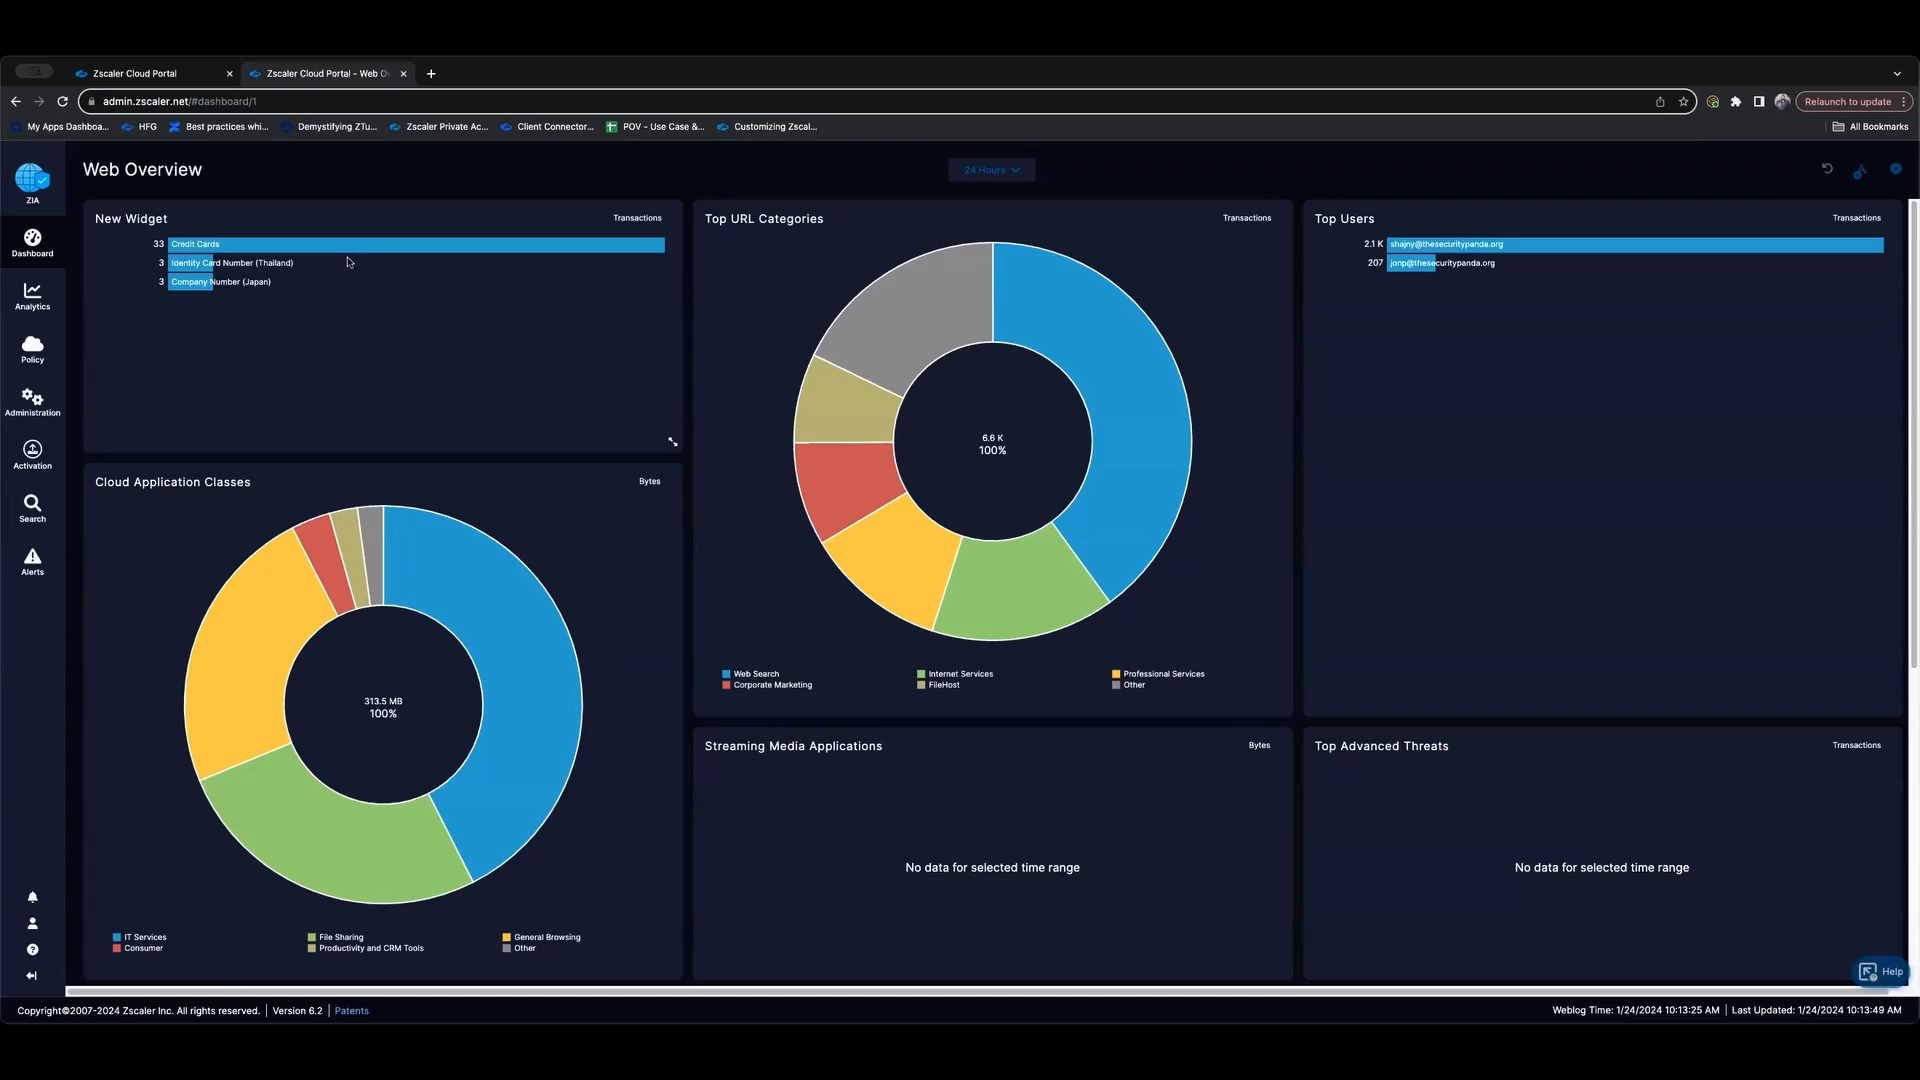 Zscaler Cloud Portal
Zscaler Cloud Portal - Web O
admin.zscaler.net/#dashboard/1
Relaunch to update
My Apps Dashboa...
HFG
Best practices whi...
Demystifying ZTu...
Zscaler Private Ac...
Client Connector...
POV - Use Case &...
Customizing Zscal...
All Bookmarks
ZIA
Dashboard
Analytics
Policy
Administration
Activation
Search
Alerts
Web Overview
24 Hours
New Widget
Transactions
33 Credit Cards
3 Identity Card Number (Thailand)
3 Company Number (Japan)
Top URL Categories
Transactions
6.6 K
100%
Web Search
Internet Services
Professional Services
Corporate Marketing
FileHost
Other
Top Users
Transactions
2.1 K shajny@thesecuritypanda.org
207 jonp@thesecuritypanda.org
Cloud Application Classes
Bytes
313.5 MB
100%
IT Services
File Sharing
General Browsing
Consumer
Productivity and CRM Tools
Other
Streaming Media Applications
Bytes
No data for selected time range
Top Advanced Threats
Transactions
No data for selected time range
Help
Copyright©2007-2024 Zscaler Inc. All rights reserved. | Version 6.2 | Patents
Weblog Time: 1/24/2024 10:13:25 AM | Last Updated: 1/24/2024 10:13:49 AM